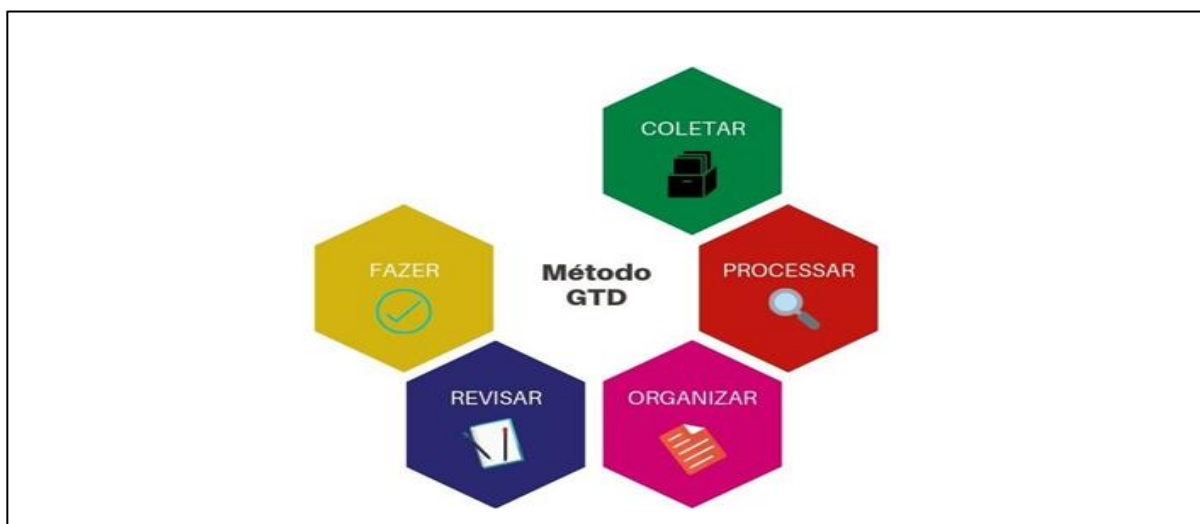 COLETAR
FAZER
Método
GTD
PROCESSAR
REVISAR
ORGANIZAR